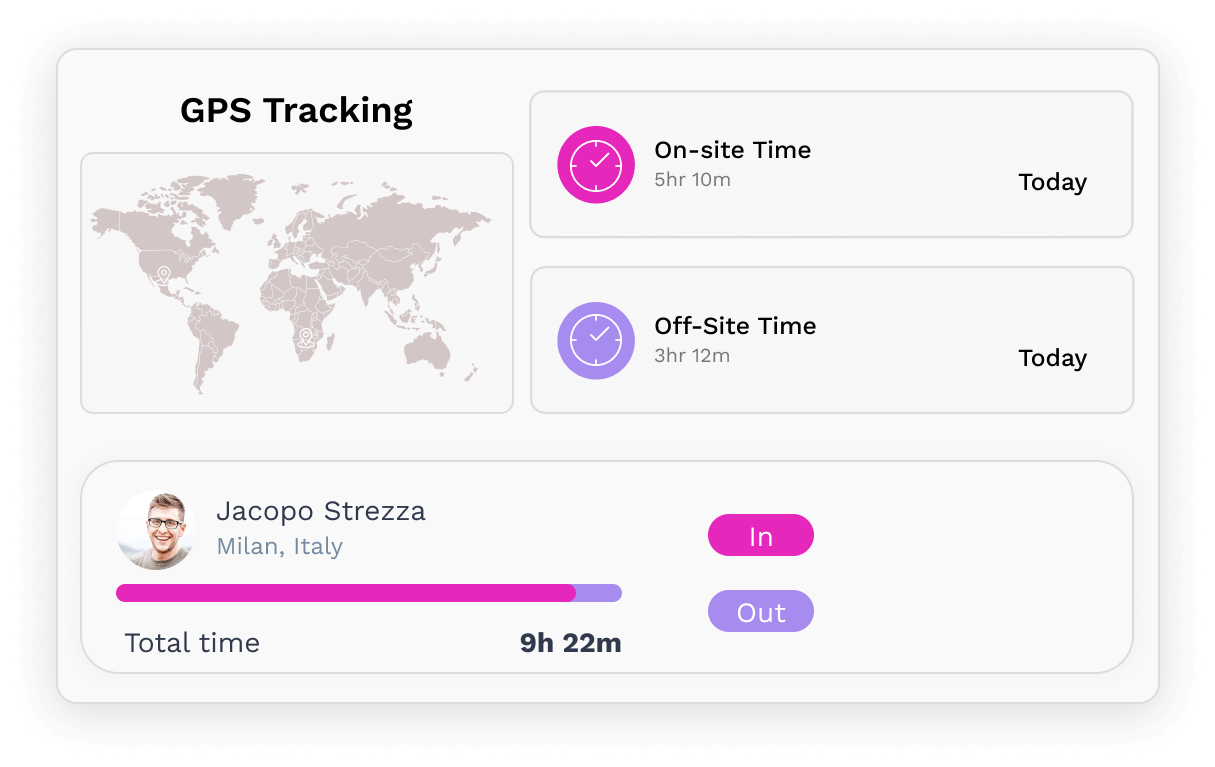 GPS Tracking
On-site Time
5hr 10m
Today
Off-Site Time
3hr 12m
Today
Jacopo Strezza
Milan, Italy
In
Out
Total time
9h 22m